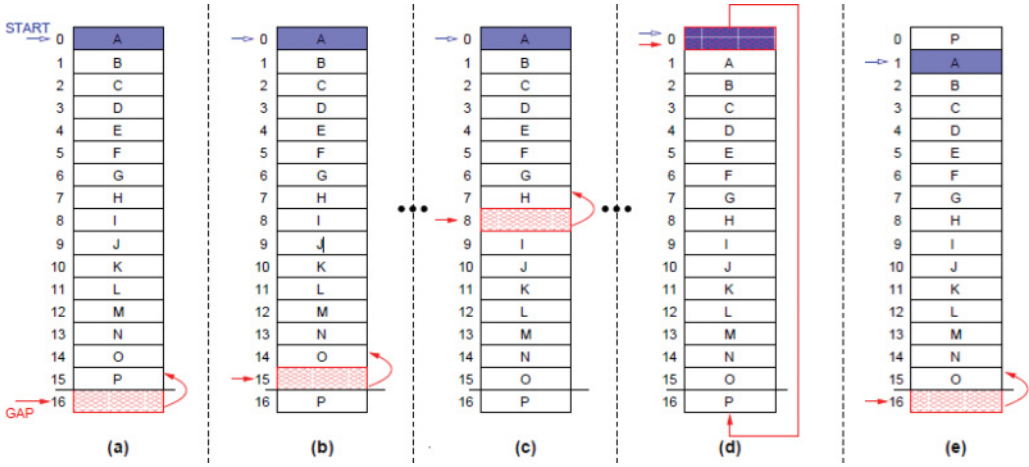 START
0 A
1 B
2 C
3 D
4 E
5 F
6 G
7 H
8 I
9 J
10 K
11 L
12 M
13 N
14 O
15 P
16
GAP
(a)
0 A
1 B
2 C
3 D
4 E
5 F
6 G
7 H
8 I
9 J
10 K
11 L
12 M
13 N
14 O
15
16 P
(b)
0 A
1 B
2 C
3 D
4 E
5 F
6 G
7 H
8
9 I
10 J
11 K
12 L
13 M
14 N
15 O
16 P
(c)
0
1 A
2 B
3 C
4 D
5 E
6 F
7 G
8 H
9 I
10 J
11 K
12 L
13 M
14 N
15 O
16 P
(d)
0 P
1 A
2 B
3 C
4 D
5 E
6 F
7 G
8 H
9 I
10 J
11 K
12 L
13 M
14 N
15 O
16
(e)